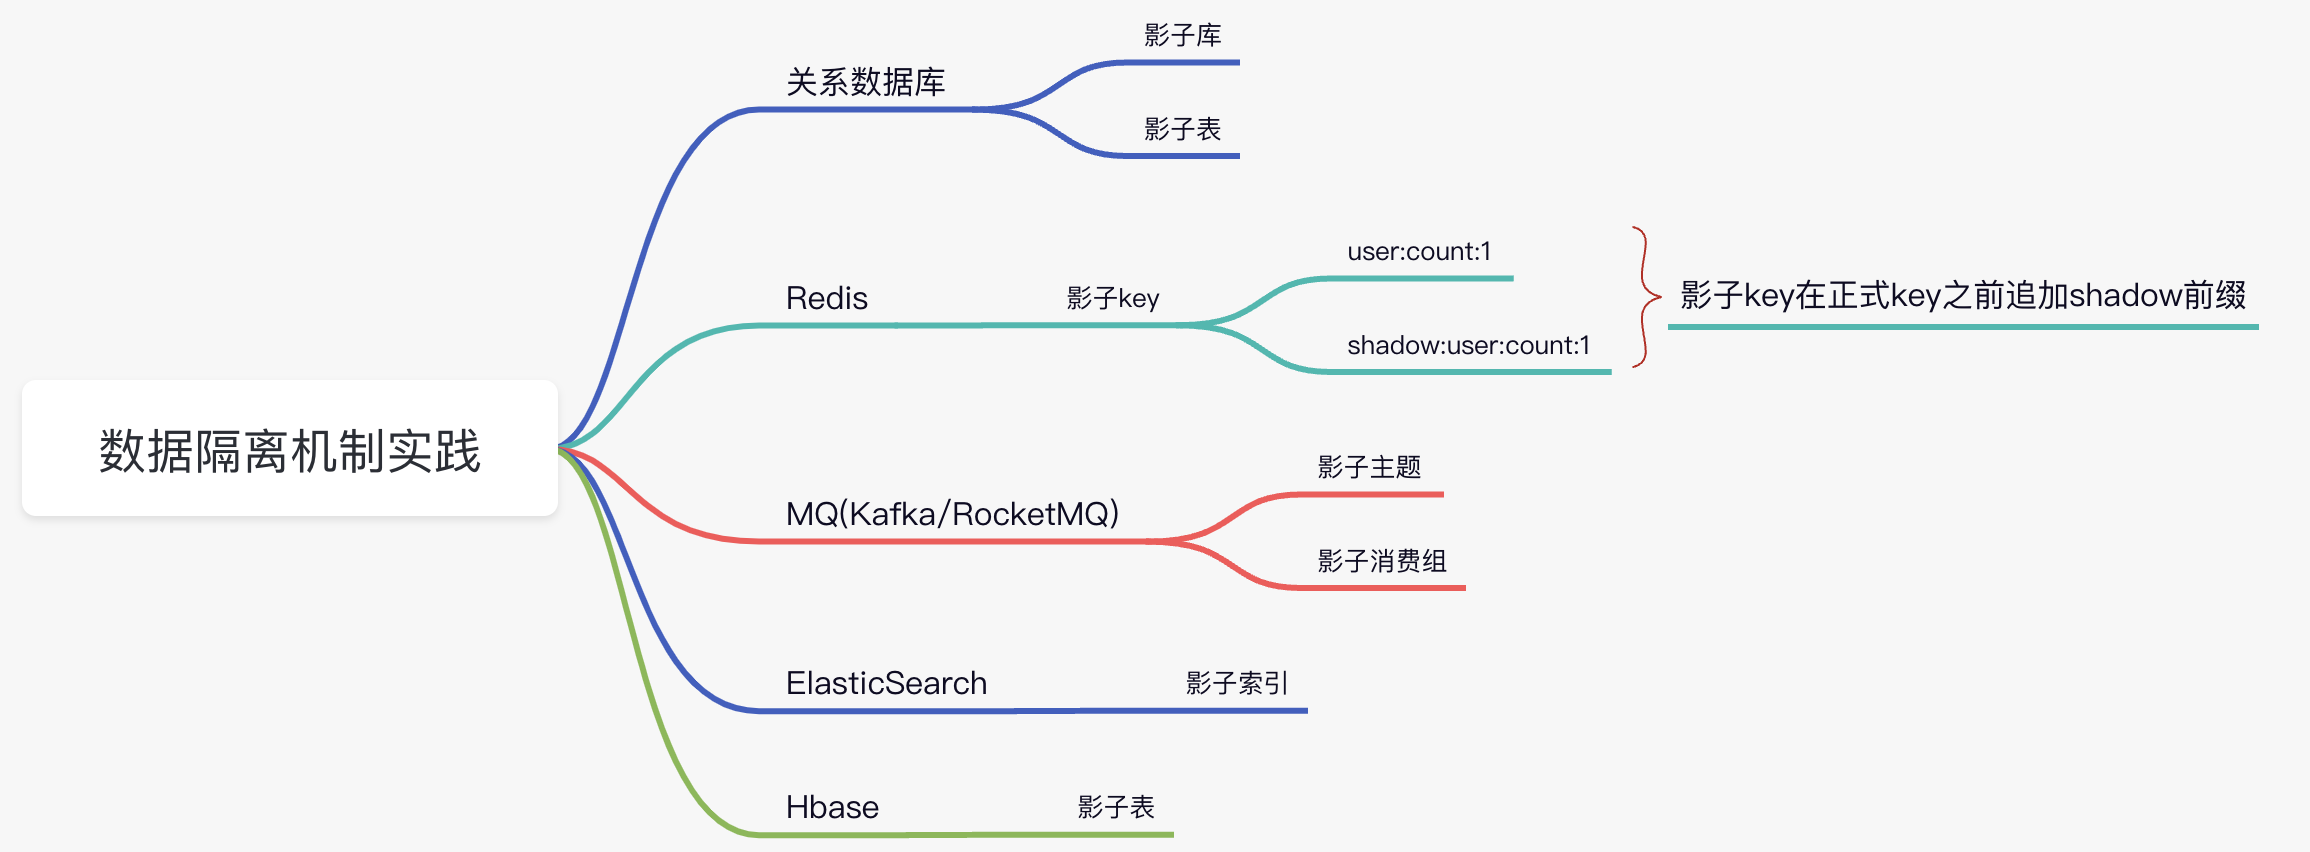 数据隔离机制实践
关系数据库
影子库
影子表
Redis
影子key
user:count:1
shadow:user:count:1
影子key在正式key之前追加shadow前缀
MQ(Kafka/RocketMQ)
影子主题
影子消费组
ElasticSearch
影子索引
Hbase
影子表